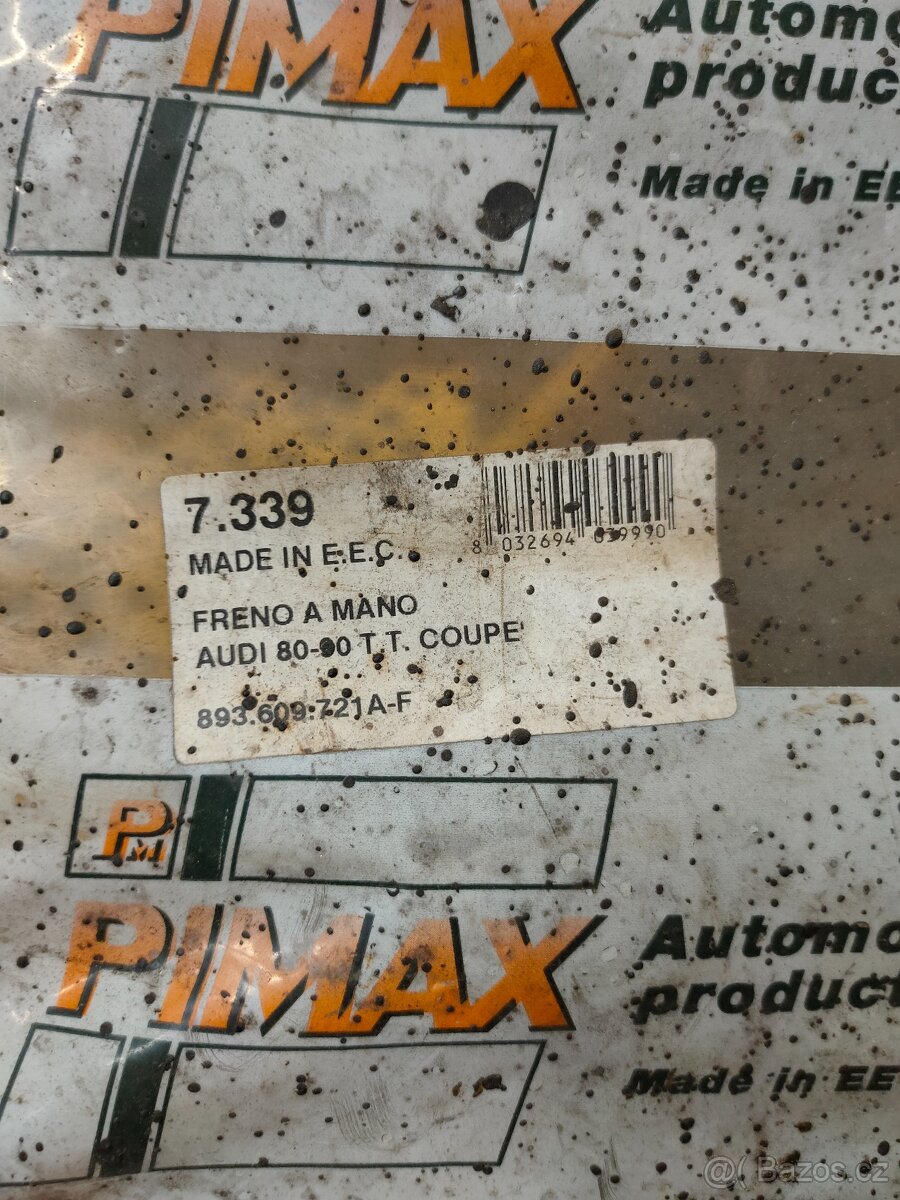 PIMAX
Automo
produc
Made in EE
7.339
MADE IN E.E.C.
8 032694 039990
FRENO A MANO
AUDI 80-90 T.T. COUPE'
893.609.721A-F
PM
PIMAX
Automo
product
Made in EE
@( Bazos.cz